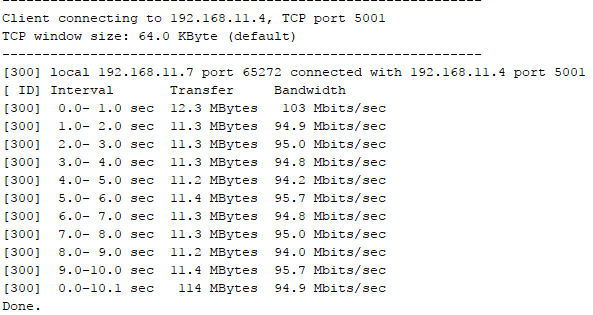 ------------------------------------------------------------
Client connecting to 192.168.11.4, TCP port 5001
TCP window size: 64.0 KByte (default)
------------------------------------------------------------
[300] local 192.168.11.7 port 65272 connected with 192.168.11.4 port 5001
[ ID] Interval       Transfer     Bandwidth
[300]  0.0- 1.0 sec  12.3 MBytes   103 Mbits/sec
[300]  1.0- 2.0 sec  11.3 MBytes  94.9 Mbits/sec
[300]  2.0- 3.0 sec  11.3 MBytes  95.0 Mbits/sec
[300]  3.0- 4.0 sec  11.3 MBytes  94.8 Mbits/sec
[300]  4.0- 5.0 sec  11.2 MBytes  94.2 Mbits/sec
[300]  5.0- 6.0 sec  11.4 MBytes  95.7 Mbits/sec
[300]  6.0- 7.0 sec  11.3 MBytes  94.8 Mbits/sec
[300]  7.0- 8.0 sec  11.3 MBytes  95.0 Mbits/sec
[300]  8.0- 9.0 sec  11.2 MBytes  94.0 Mbits/sec
[300]  9.0-10.0 sec  11.4 MBytes  95.7 Mbits/sec
[300]  0.0-10.1 sec   114 MBytes  94.9 Mbits/sec
Done.